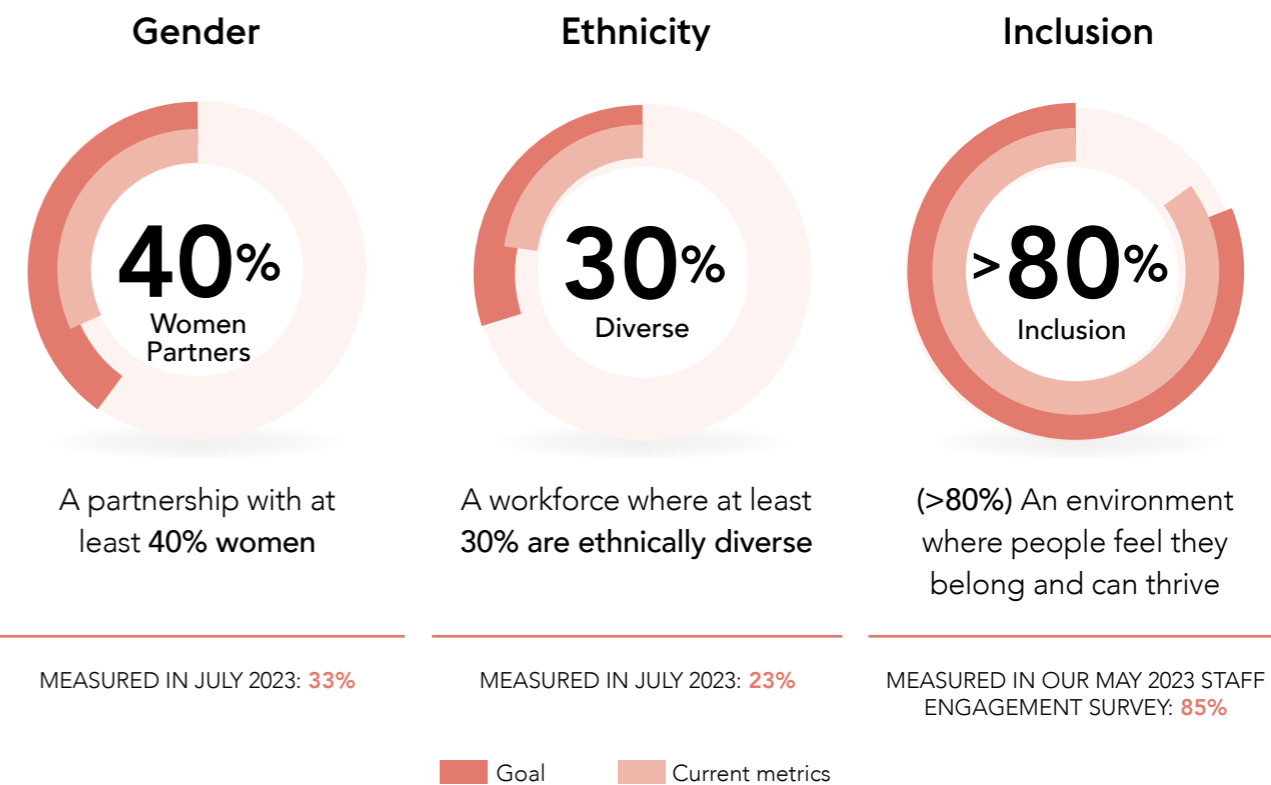 Gender
40%
Women
Partners
A partnership with at
least 40% women
MEASURED IN JULY 2023: 33%
Ethnicity
30%
Diverse
A workforce where at least
30% are ethnically diverse
MEASURED IN JULY 2023: 23%
Inclusion
>80%
Inclusion
(>80%) An environment
where people feel they
belong and can thrive
MEASURED IN OUR MAY 2023 STAFF
ENGAGEMENT SURVEY: 85%
Goal
Current metrics